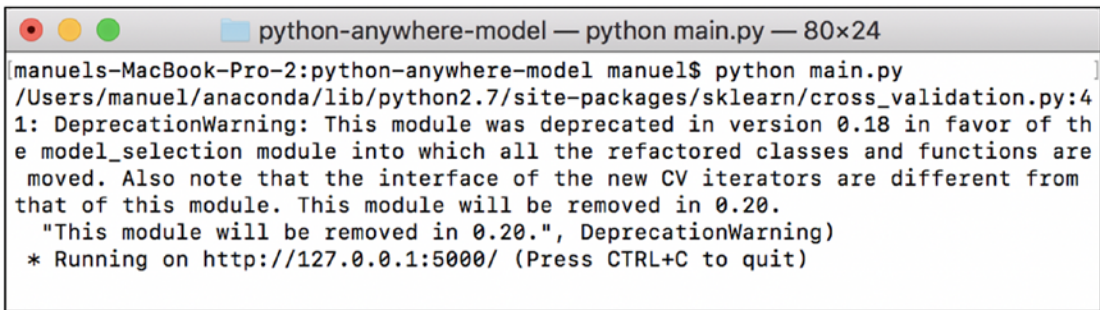 python-anywhere-model — python main.py — 80×24
[manuels-MacBook-Pro-2:python-anywhere-model manuel$ python main.py ]
/Users/manuel/anaconda/lib/python2.7/site-packages/sklearn/cross_validation.py:4
1: DeprecationWarning: This module was deprecated in version 0.18 in favor of th
e model_selection module into which all the refactored classes and functions are
 moved. Also note that the interface of the new CV iterators are different from
that of this module. This module will be removed in 0.20.
  "This module will be removed in 0.20.", DeprecationWarning)
 * Running on http://127.0.0.1:5000/ (Press CTRL+C to quit)